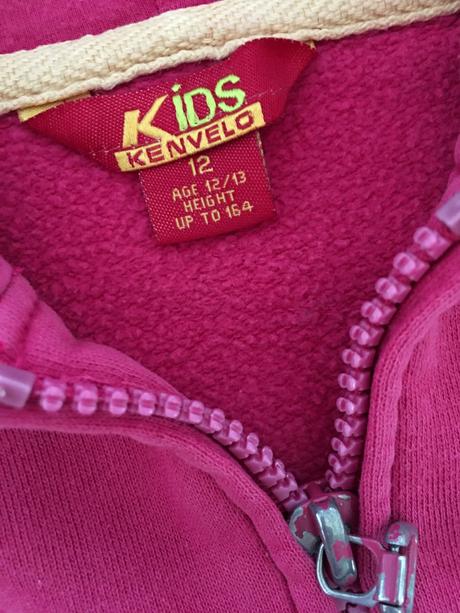 KiDS
KENVELO
12
AGE 12/13
HEIGHT
UP TO 164